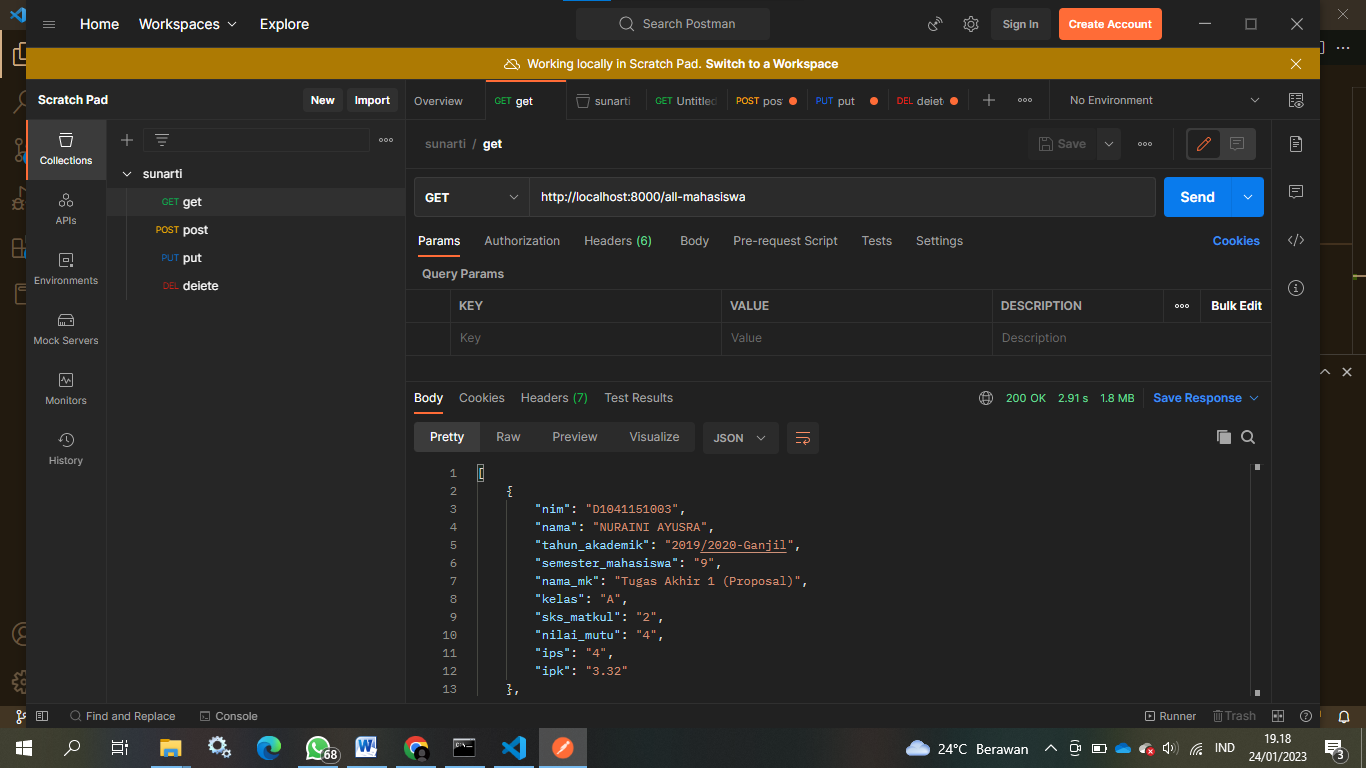 Home Workspaces Explore Search Postman Sign In Create Account
Working locally in Scratch Pad. Switch to a Workspace
Scratch Pad New Import Overview GET get sunarti GET Untitled POST pos PUT put DEL deiete No Environment
Collections
APIs
Environments
Mock Servers
Monitors
History
sunarti
GET get
POST post
PUT put
DEL deiete
sunarti / get Save
GET http://localhost:8000/all-mahasiswa Send
Params Authorization Headers (6) Body Pre-request Script Tests Settings Cookies
Query Params
KEY VALUE DESCRIPTION Bulk Edit
Key Value Description
Body Cookies Headers (7) Test Results 200 OK 2.91 s 1.8 MB Save Response
Pretty Raw Preview Visualize JSON
1 [
2 {
3 "nim": "D1041151003",
4 "nama": "NURAINI AYUSRA",
5 "tahun_akademik": "2019/2020-Ganjil",
6 "semester_mahasiswa": "9",
7 "nama_mk": "Tugas Akhir 1 (Proposal)",
8 "kelas": "A",
9 "sks_matkul": "2",
10 "nilai_mutu": "4",
11 "ips": "4",
12 "ipk": "3.32"
13 },
Find and Replace Console Runner Trash
68 24°C Berawan IND 19.18
24/01/2023 3